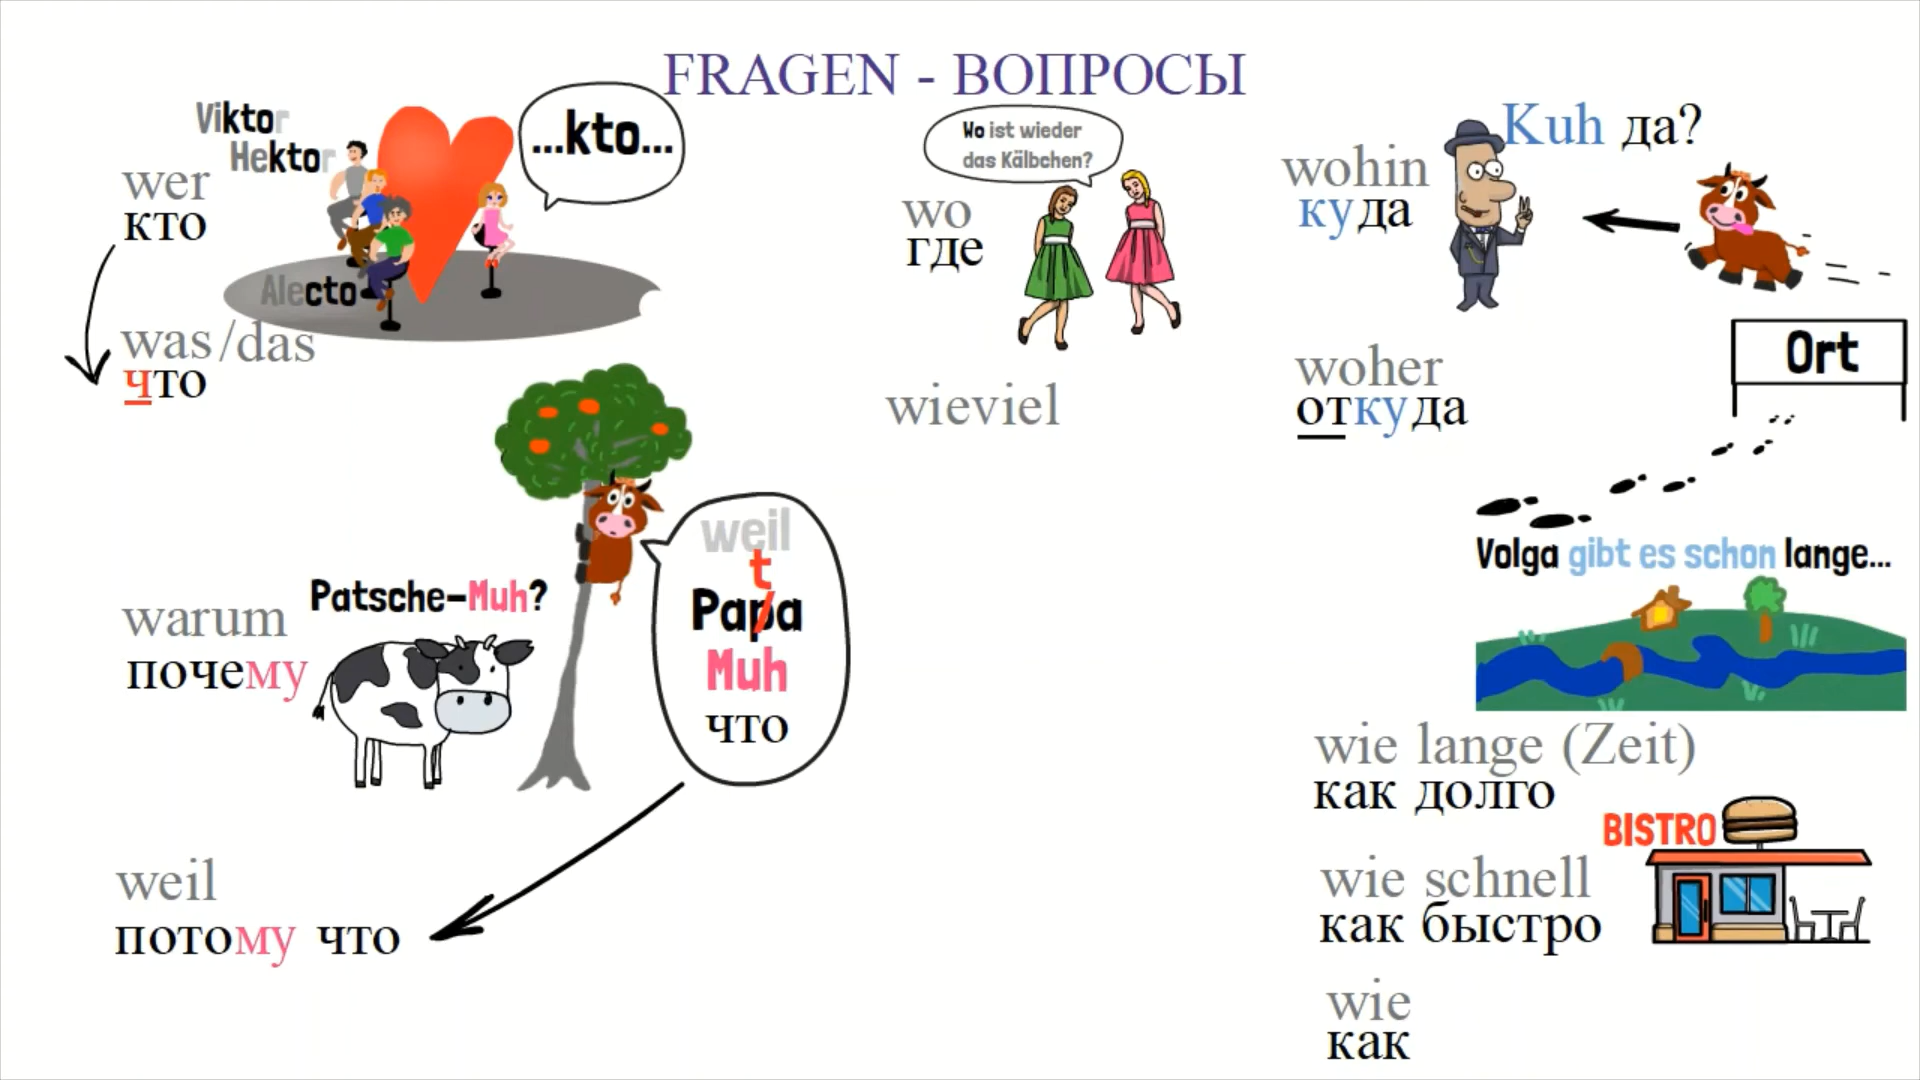 FRAGEN - ВОПРОСЫ
Viktor
Hektor
...kto...
wer
кто
Alecto
was/das
что
Wo ist wieder
das Kälbchen?
wo
где
wieviel
Kuh да?
wohin
куда
Ort
woher
откуда
Volga gibt es schon lange...
weil
t
Papa
Muh
что
Patsche-Muh?
warum
почему
weil
потому что
wie lange (Zeit)
как долго
BISTRO
wie schnell
как быстро
wie
как